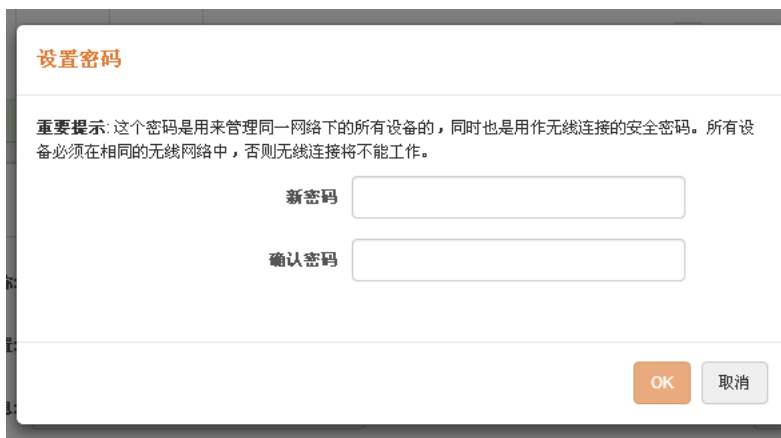 设置密码
重要提示: 这个密码是用来管理同一网络下的所有设备的，同时也是用作无线连接的安全密码。所有设
备必须在相同的无线网络中，否则无线连接将不能工作。
新密码
确认密码
OK 取消